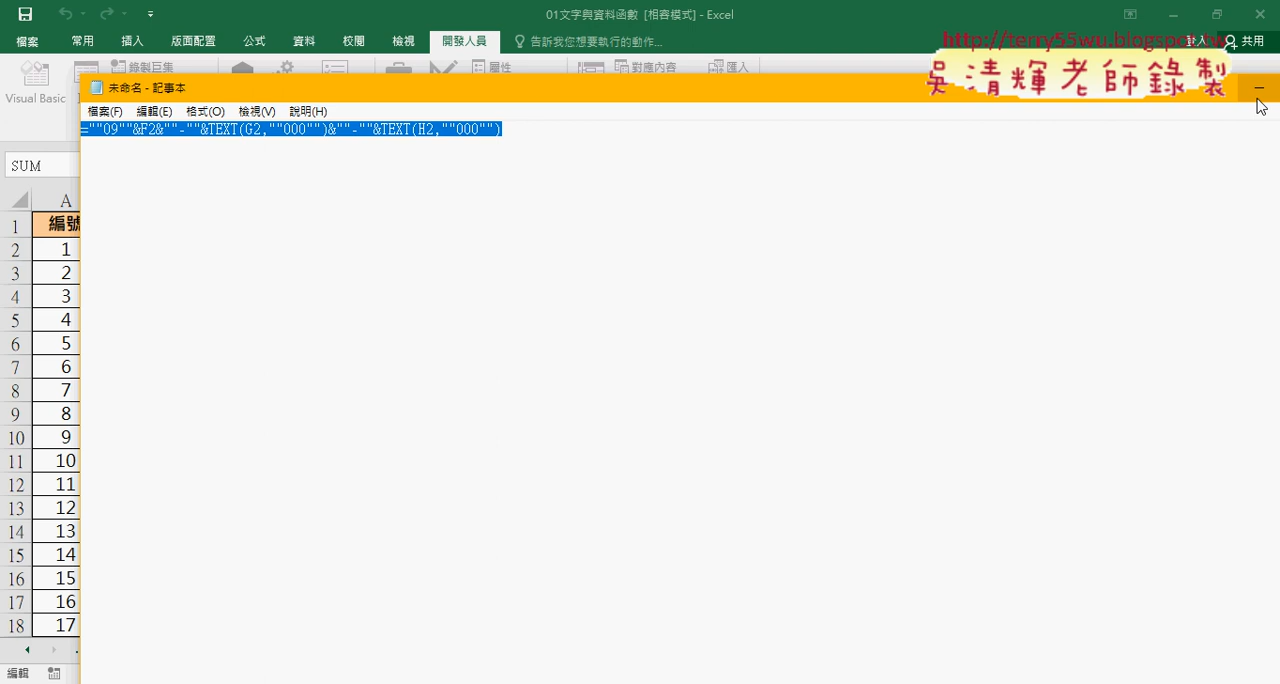 01文字與資料函數 [相容模式] - Excel
檔案 常用 插入 版面配置 公式 資料 校閱 檢視 開發人員 告訴我您想要執行的動作... 登入 共用
http://terry55wu.blogspot.tw
吳清輝老師錄製
錄製巨集 屬性 對應內容 匯入
Visual Basic
未命名 - 記事本
檔案(F) 編輯(E) 格式(O) 檢視(V) 說明(H)
=""09""&F2&""-""&TEXT(G2,""000"")&""-""&TEXT(H2,""000"")
SUM
A
1 編號
2 1
3 2
4 3
5 4
6 5
7 6
8 7
9 8
10 9
11 10
12 11
13 12
14 13
15 14
16 15
17 16
18 17
編輯